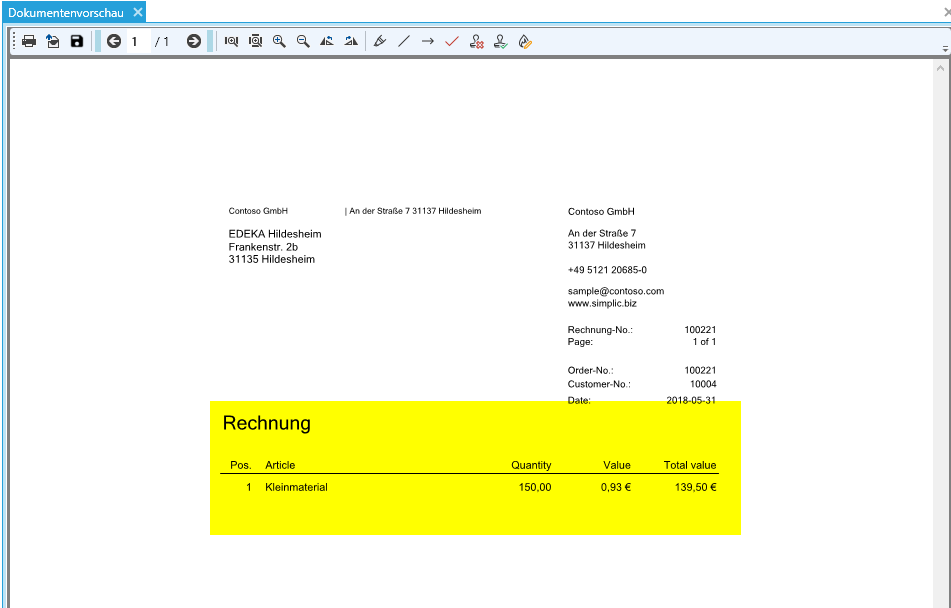 Dokumentenvorschau
1 / 1
Contoso GmbH | An der Straße 7 31137 Hildesheim
EDEKA Hildesheim
Frankenstr. 2b
31135 Hildesheim
Contoso GmbH
An der Straße 7
31137 Hildesheim
+49 5121 20685-0
sample@contoso.com
www.simplic.biz
Rechnung-No.: 100221
Page: 1 of 1
Order-No.: 100221
Customer-No.: 10004
Date: 2018-05-31
Rechnung
Pos. Article Quantity Value Total value
1 Kleinmaterial 150,00 0,93 € 139,50 €